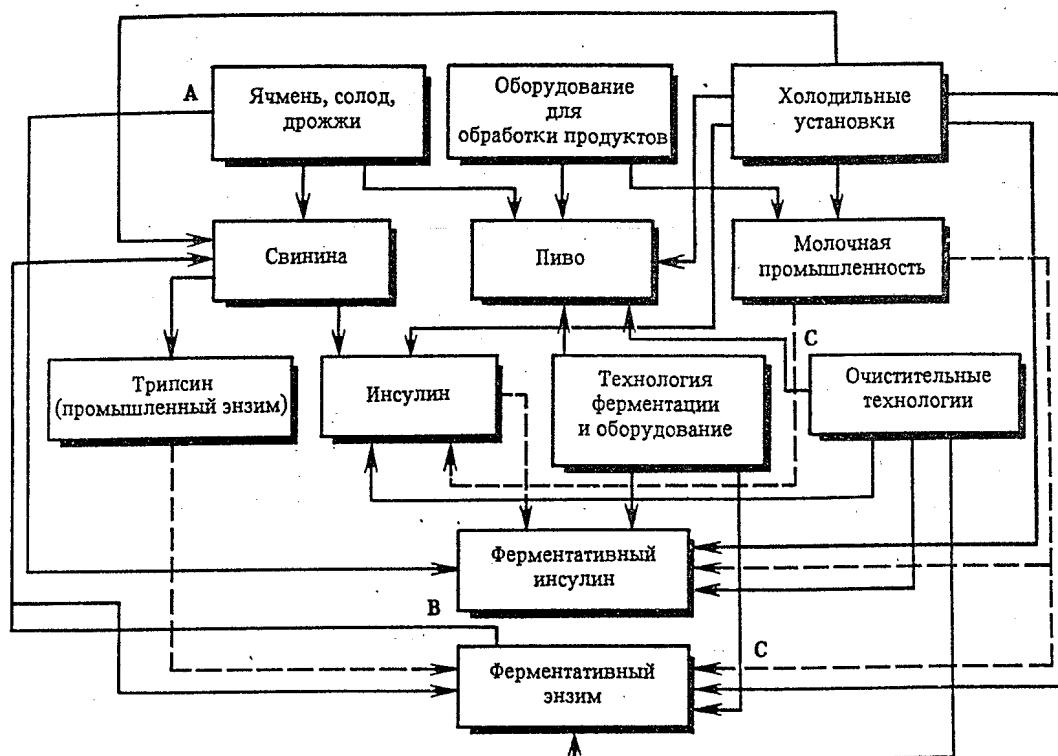 A
Ячмень, солод,
дрожжи
Оборудование
для
обработки продуктов
Холодильные
установки
Свинина
Пиво
Молочная
промышленность
C
Трипсин
(промышленный энзим)
Инсулин
Технология
ферментации
и оборудование
Очистительные
технологии
Ферментативный
инсулин
B
C
Ферментативный
энзим